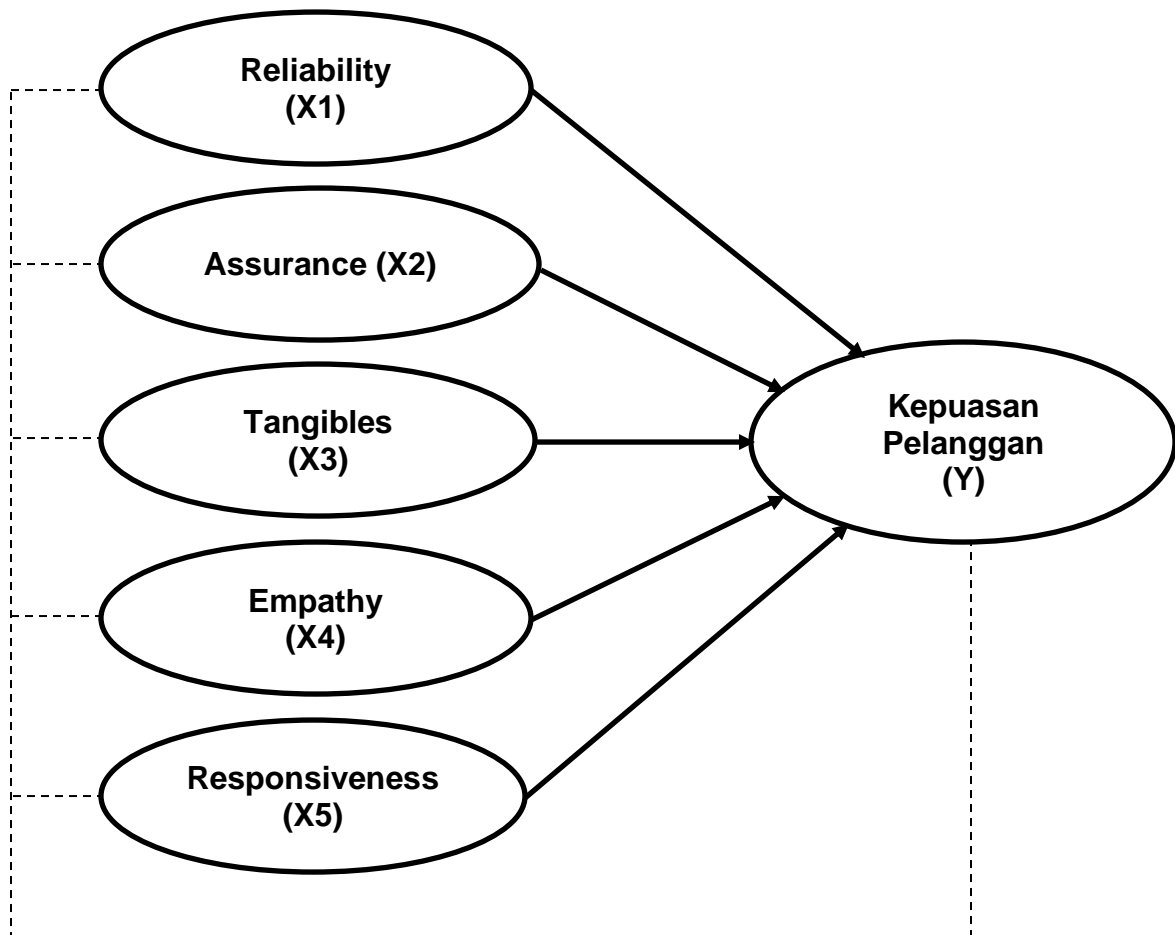 Reliability
(X1)
Assurance (X2)
Tangibles
(X3)
Empathy
(X4)
Responsiveness
(X5)
Kepuasan
Pelanggan
(Y)